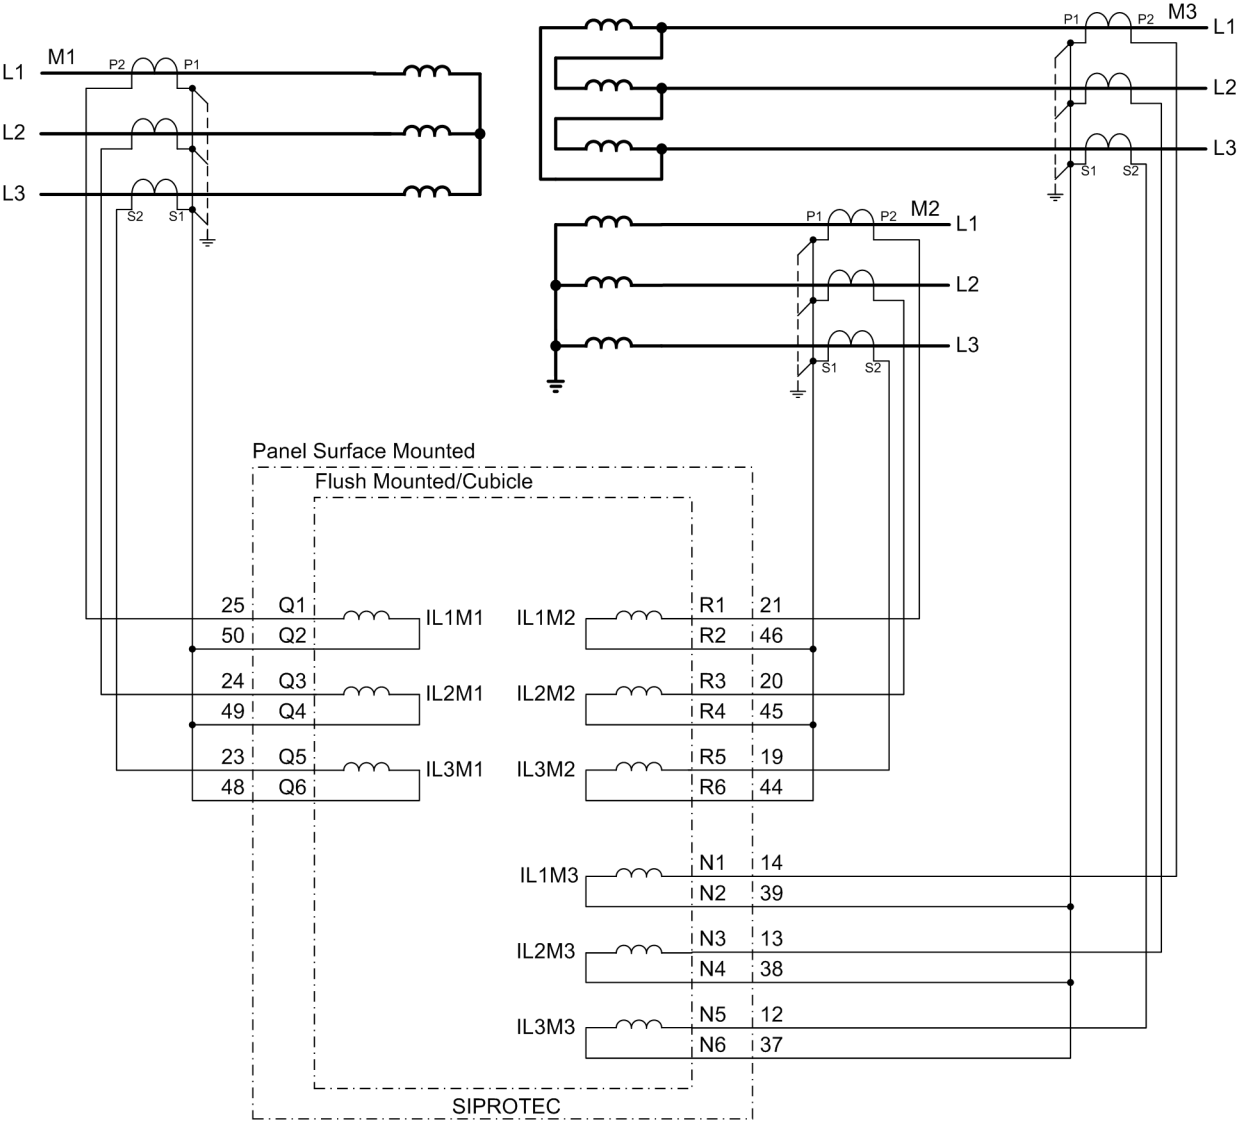 P1 P2 M3
L1
M1
L1 P2 P1
L2
L2
L3
L3
S1 S2
S2 S1
P1 P2 M2
L1
L2
L3
S1 S2
Panel Surface Mounted
Flush Mounted/Cubicle
25 Q1 IL1M1 IL1M2 R1 21
50 Q2 R2 46
24 Q3 IL2M1 IL2M2 R3 20
49 Q4 R4 45
23 Q5 IL3M1 IL3M2 R5 19
48 Q6 R6 44
IL1M3 N1 14
N2 39
IL2M3 N3 13
N4 38
IL3M3 N5 12
N6 37
SIPROTEC